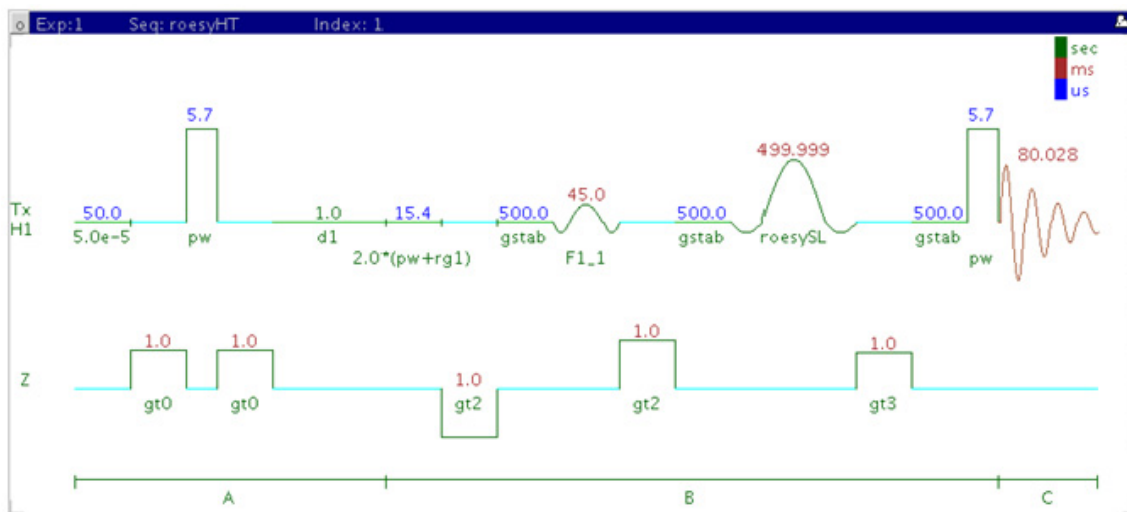 Exp:1 Seq: roesyHT Index: 1
sec
ms
us
5.7 499.999 5.7 80.028
45.0
Tx 50.0 1.0 15.4 500.0 500.0 500.0
H1 5.0e-5 pw d1 gstab F1_1 gstab roesySL gstab
2.0*(pw+rg1) pw
1.0 1.0 1.0 1.0
Z 1.0
gt0 gt0 gt2 gt2 gt3
A B C